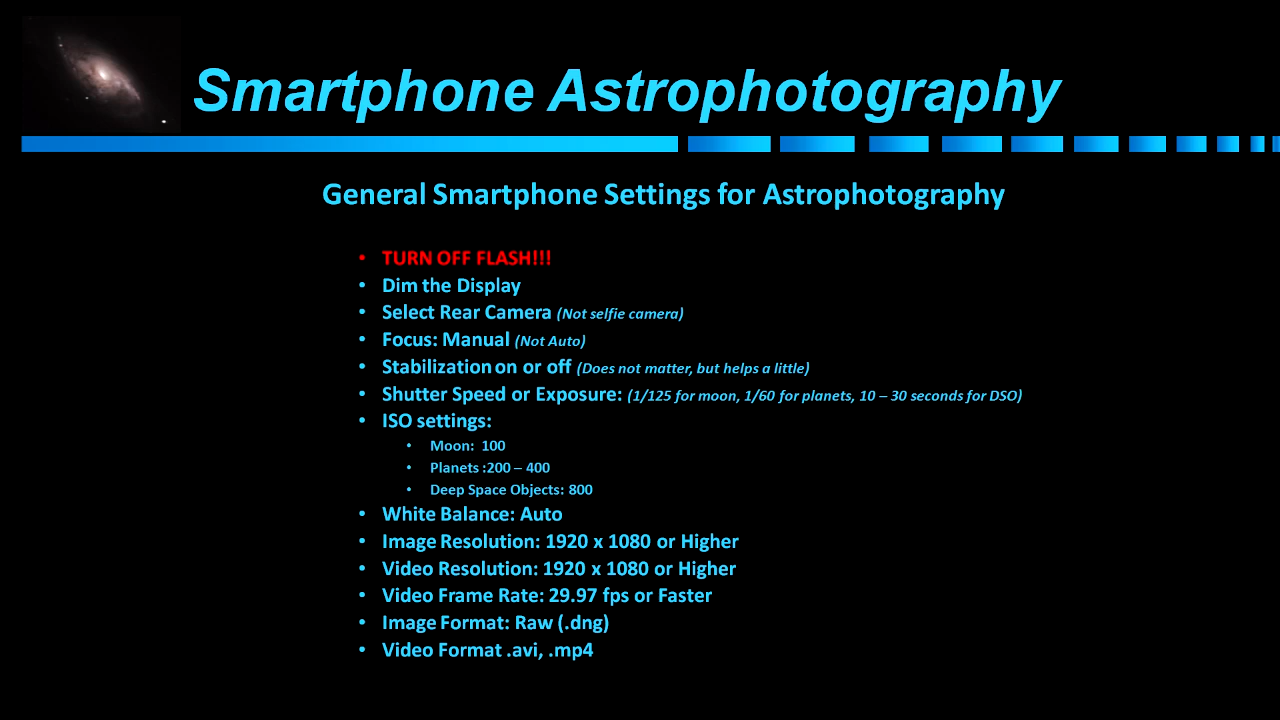 Smartphone Astrophotography
General Smartphone Settings for Astrophotography
• TURN OFF FLASH!!!
• Dim the Display
• Select Rear Camera (Not selfie camera)
• Focus: Manual (Not Auto)
• Stabilization on or off (Does not matter, but helps a little)
• Shutter Speed or Exposure: (1/125 for moon, 1/60 for planets, 10 – 30 seconds for DSO)
• ISO settings:
• Moon: 100
• Planets :200 – 400
• Deep Space Objects: 800
• White Balance: Auto
• Image Resolution: 1920 x 1080 or Higher
• Video Resolution: 1920 x 1080 or Higher
• Video Frame Rate: 29.97 fps or Faster
• Image Format: Raw (.dng)
• Video Format .avi, .mp4